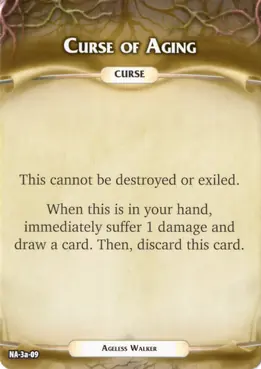 CURSE OF AGING
CURSE
This cannot be destroyed or exiled.
When this is in your hand,
immediately suffer 1 damage and
draw a card. Then, discard this card.
AGELESS WALKER
NA-3a-09